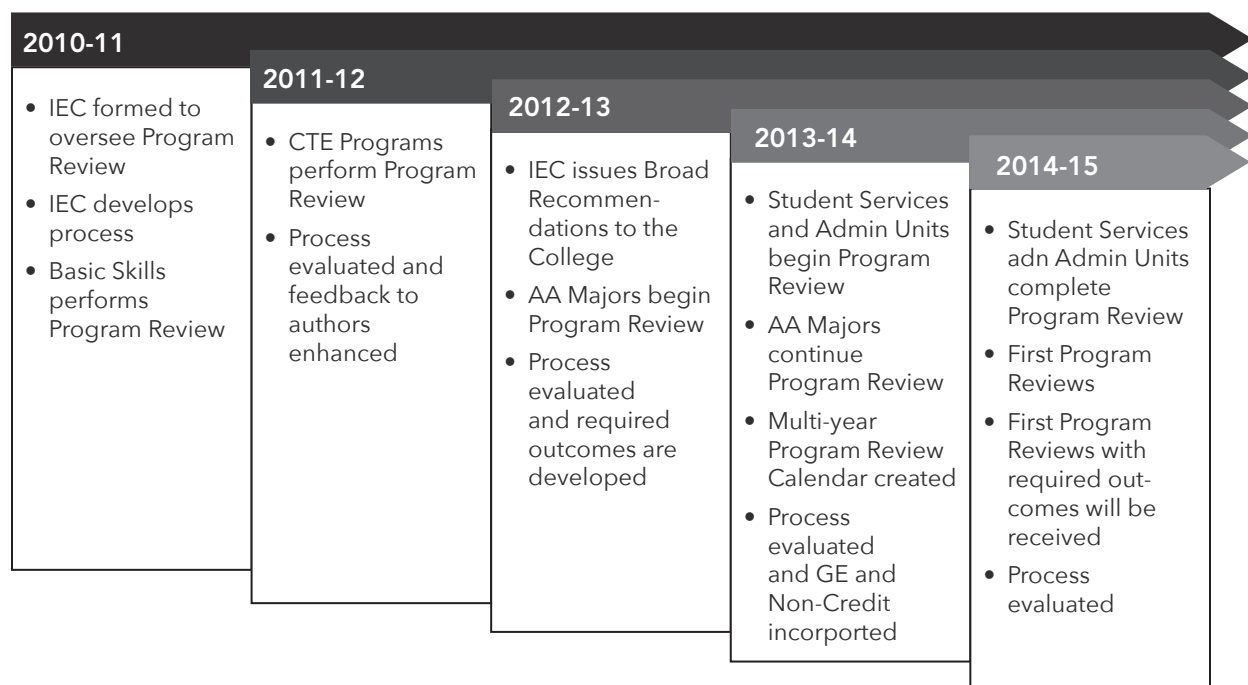 2010-11
• IEC formed to
oversee Program
Review
• IEC develops
process
• Basic Skills
performs
Program Review
2011-12
• CTE Programs
perform Program
Review
• Process
evaluated and
feedback to
authors
enhanced
2012-13
• IEC issues Broad
Recommen-
dations to the
College
• AA Majors begin
Program Review
• Process
evaluated
and required
outcomes are
developed
2013-14
• Student Services
and Admin Units
begin Program
Review
• AA Majors
continue
Program Review
• Multi-year
Program Review
Calendar created
• Process
evaluated
and GE and
Non-Credit
incorported
2014-15
• Student Services
adn Admin Units
complete
Program Review
• First Program
Reviews
• First Program
Reviews with
required out-
comes will be
received
• Process
evaluated